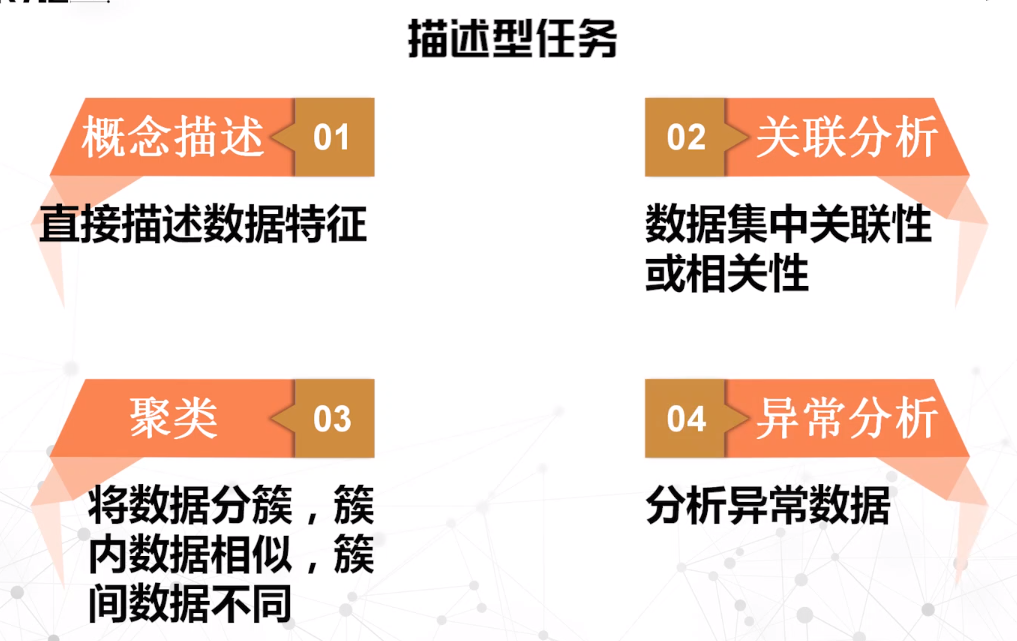 描述型任务
概念描述 01
直接描述数据特征
02 关联分析
数据集中关联性
或相关性
聚类 03
将数据分簇，簇
内数据相似，簇
间数据不同
04 异常分析
分析异常数据